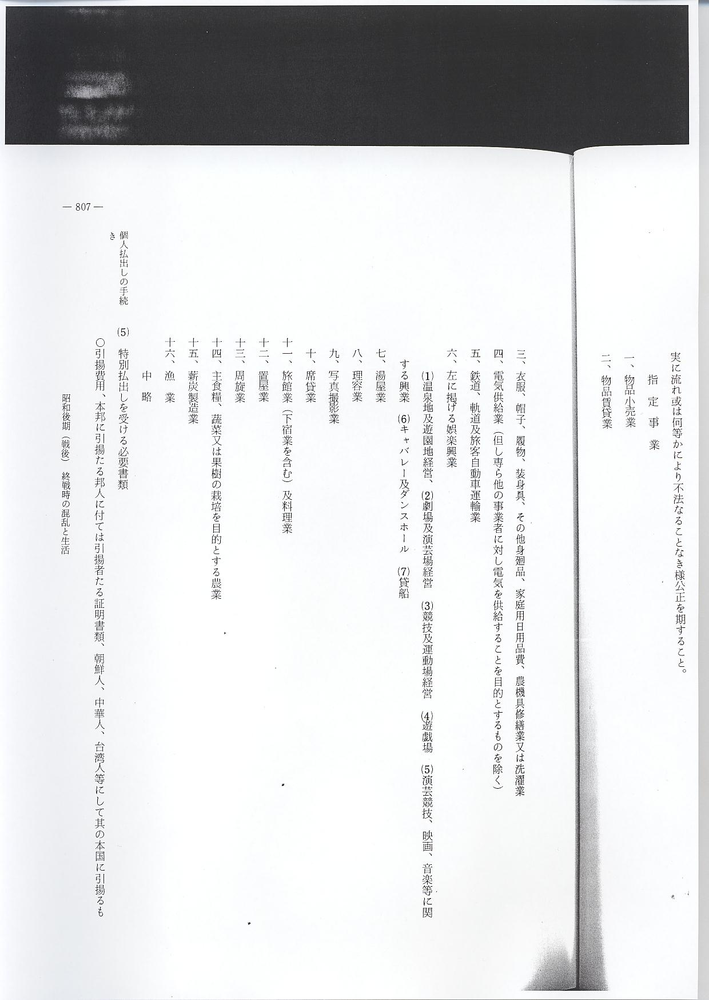 実に流れ或は何等かにより不法なることなき様公正を期すること。
指定事業
一、物品小売業
二、物品賃貸業
三、衣服、帽子、履物、装身具、その他身廻品、家庭用日用品費、農機具修繕業又は洗濯業
四、電気供給業（但し専ら他の事業者に対し電気を供給することを目的とするものを除く）
五、鉄道、軌道及旅客自動車運輸業
六、左に掲げる娯楽興業
(1)温泉地及遊園地経営、(2)劇場及演芸場経営　(3)競技及運動場経営　(4)遊戯場　(5)演芸競技、映画、音楽等に関
する興業　(6)キャバレー及ダンスホール　(7)貸船
七、湯屋業
八、理容業
九、写真撮影業
十、席貸業
十一、旅館業（下宿業を含む）及料理業
十二、置屋業
十三、周旋業
十四、主食糧、蔬菜又は果樹の栽培を目的とする農業
十五、薪炭製造業
十六、漁　業
中　略
個人払出しの手続
き
(5)　特別払出しを受ける必要書類
〇引揚費用、本邦に引揚たる邦人に付ては引揚者たる証明書類、朝鮮人、中華人、台湾人等にして其の本国に引揚るも
昭和後期（戦後）　終戦時の混乱と生活
— 807 —